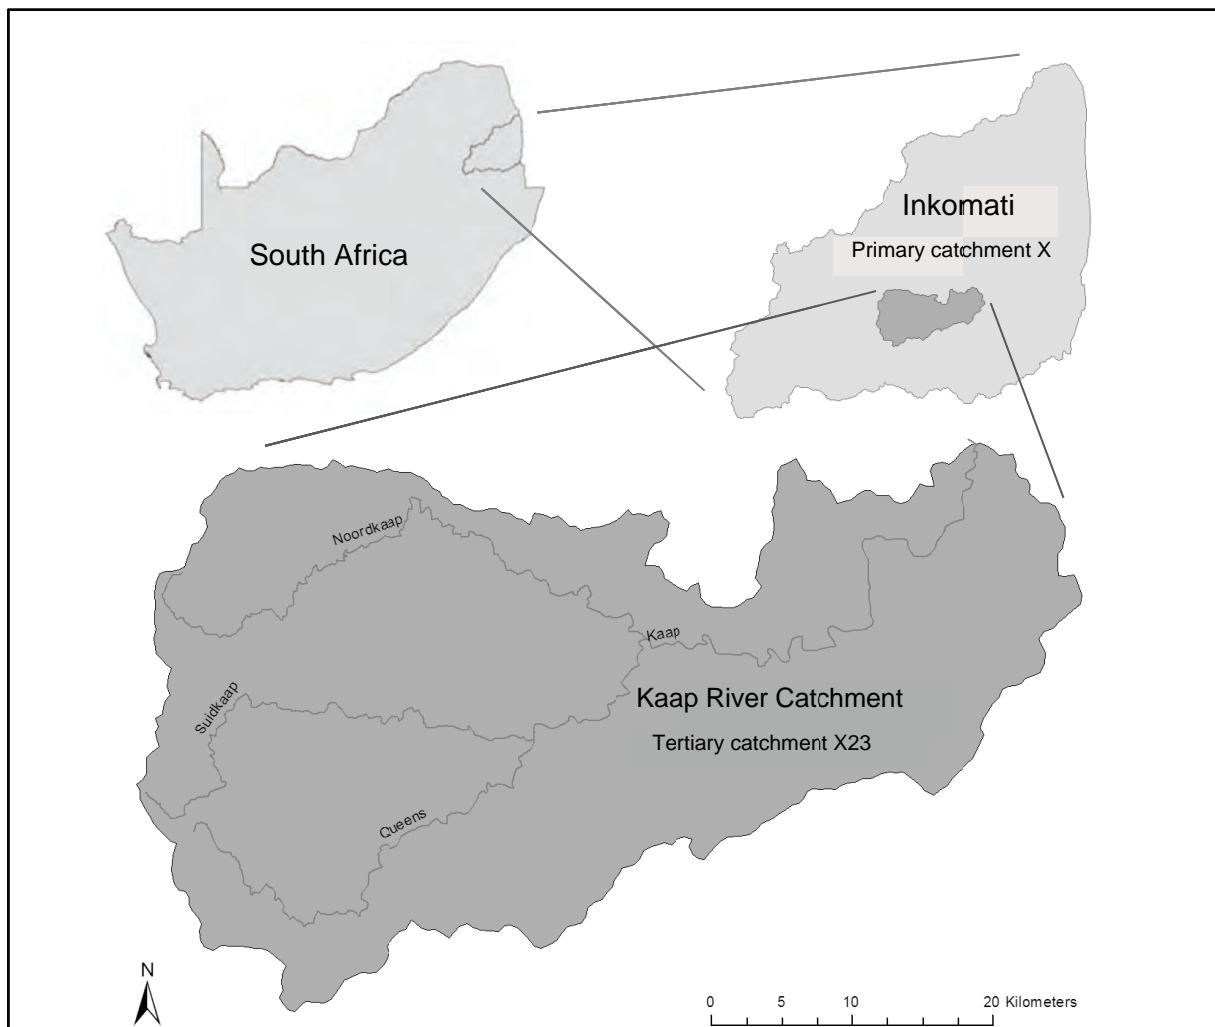 South Africa
Inkomati
Primary catchment X
Noordkaap
Kaap
Suidkaap
Kaap River Catchment
Tertiary catchment X23
Queens
N
0 5 10 20 Kilometers